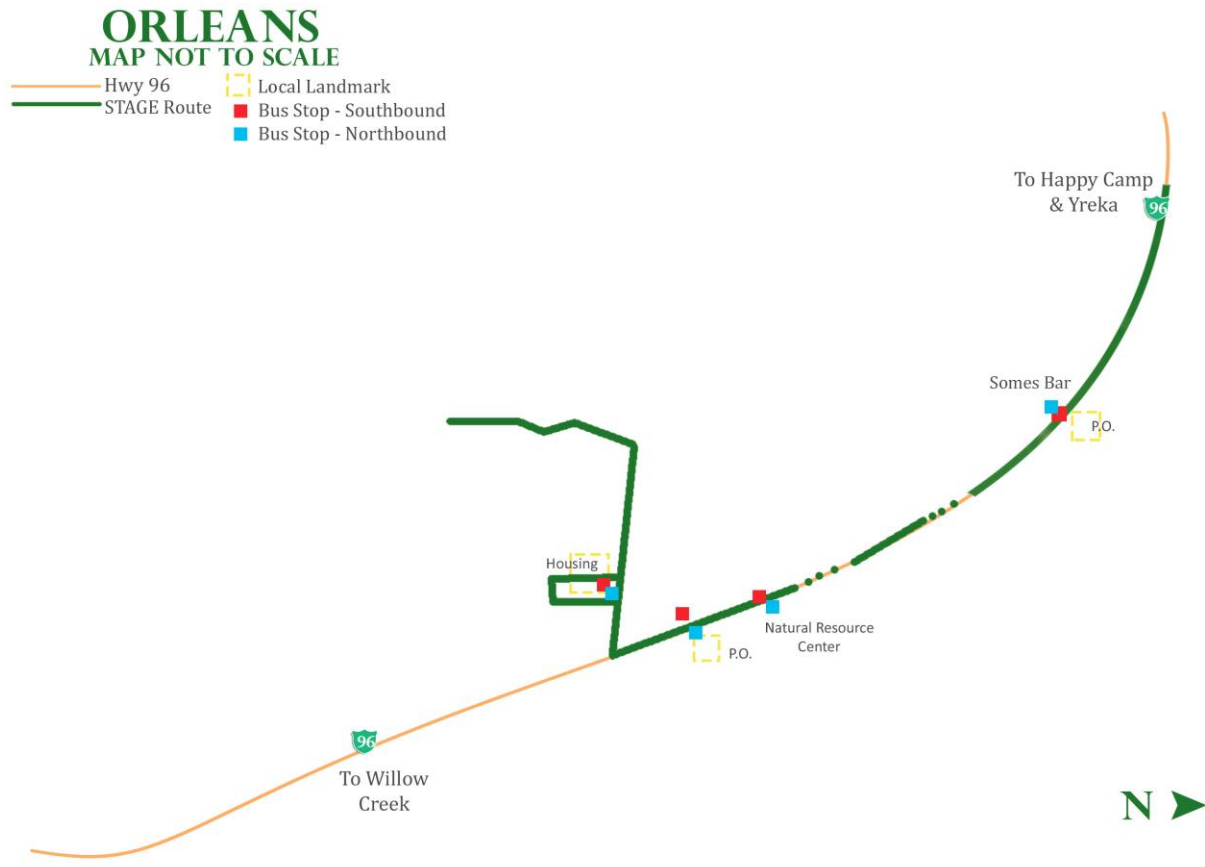 ORLEANS
MAP NOT TO SCALE
Hwy 96
STAGE Route
Local Landmark
Bus Stop - Southbound
Bus Stop - Northbound
To Happy Camp
& Yreka
96
Somes Bar
P.O.
Housing
Natural Resource
Center
P.O.
96
To Willow
Creek
N